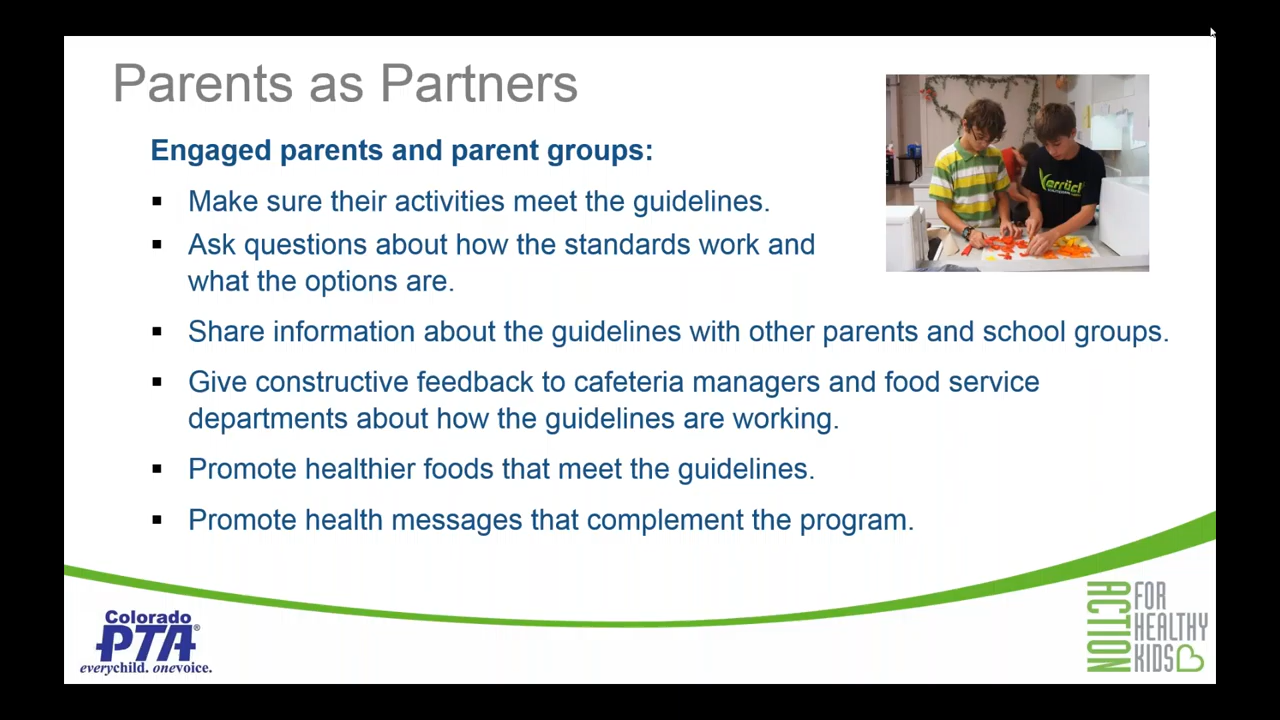 Parents as Partners
Engaged parents and parent groups:
▪ Make sure their activities meet the guidelines.
▪ Ask questions about how the standards work and
what the options are.
▪ Share information about the guidelines with other parents and school groups.
▪ Give constructive feedback to cafeteria managers and food service
departments about how the guidelines are working.
▪ Promote healthier foods that meet the guidelines.
▪ Promote health messages that complement the program.
Colorado
PTA®
everychild. onevoice.
ACTION
FOR
HEALTHY
KIDS